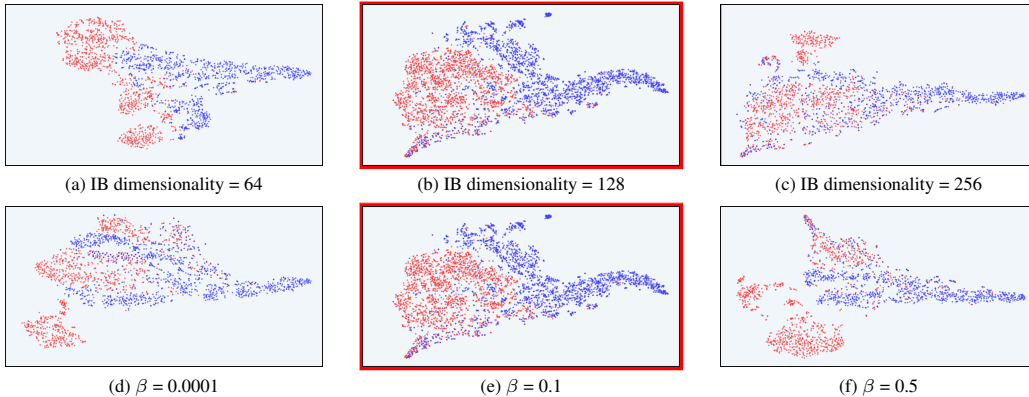 (a) IB dimensionality = 64
(b) IB dimensionality = 128
(c) IB dimensionality = 256
(d) β = 0.0001
(e) β = 0.1
(f) β = 0.5